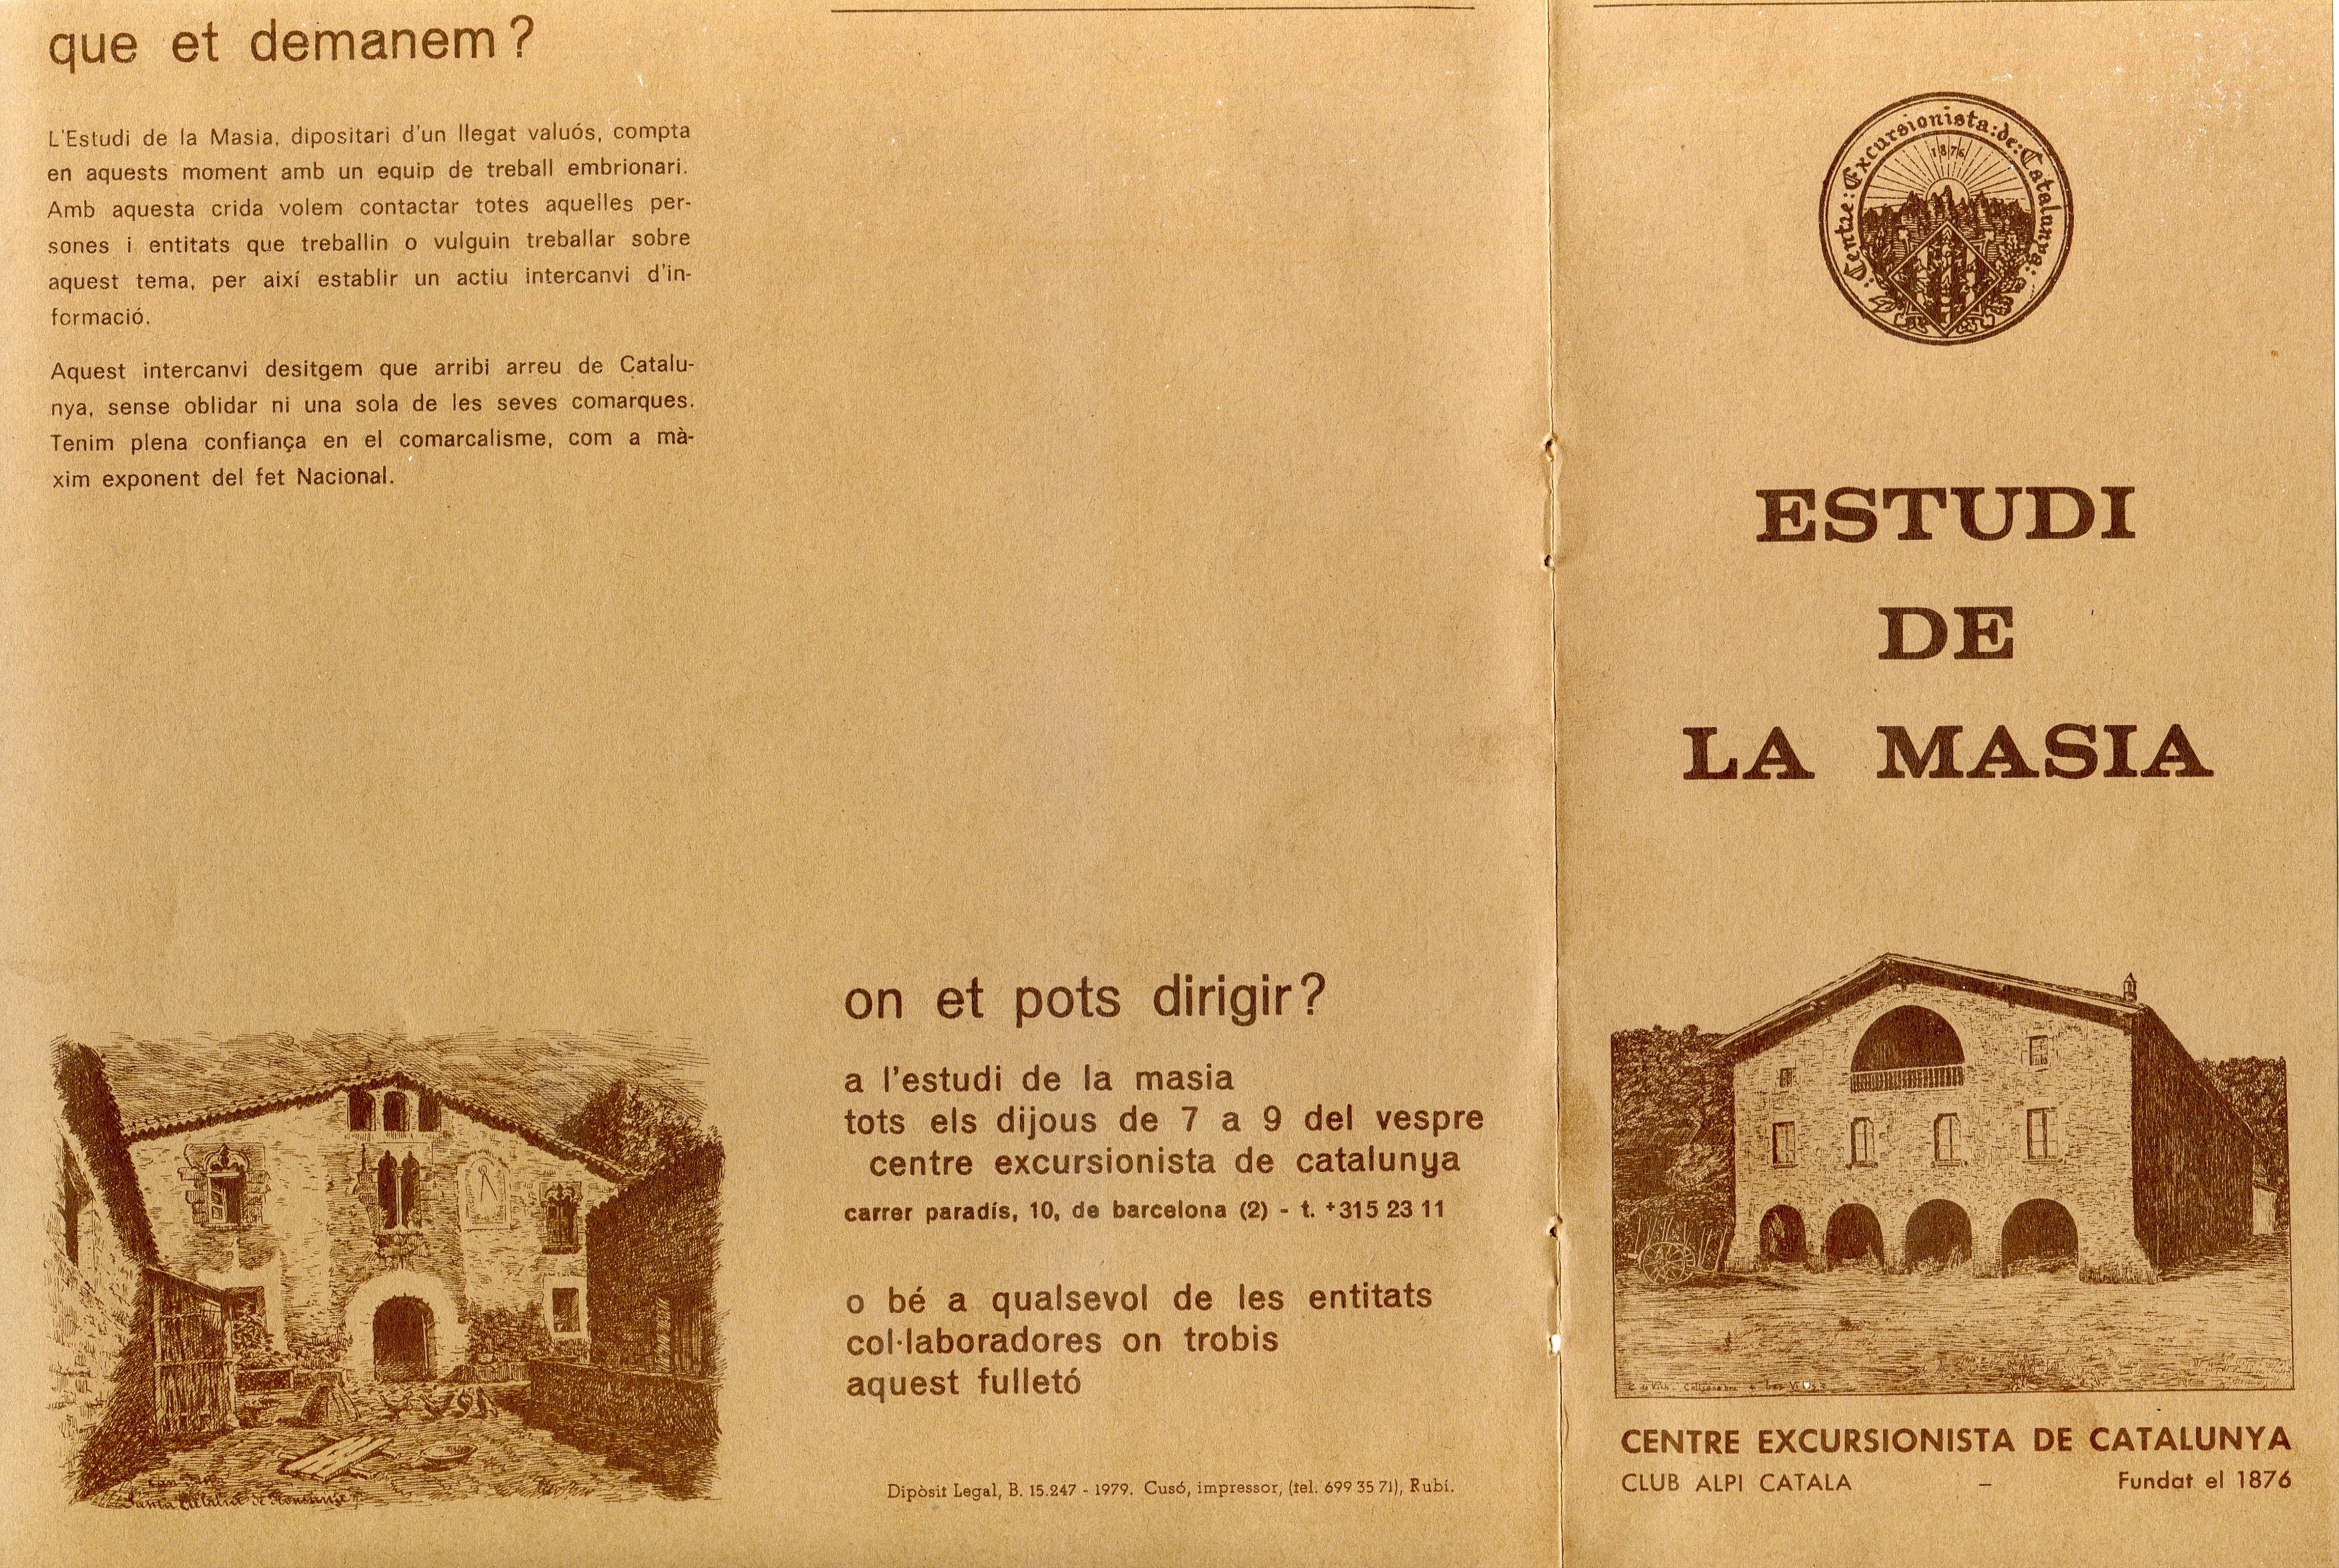 que et demanem?
L'Estudi de la Masia, dipositari d'un llegat valuós, compta
en aquests moment amb un equip de treball embrionari.
Amb aquesta crida volem contactar totes aquelles per-
sones i entitats que treballin o vulguin treballar sobre
aquest tema, per així establir un actiu intercanvi d'in-
formació.
Aquest intercanvi desitgem que arribi arreu de Catalu-
nya, sense oblidar ni una sola de les seves comarques.
Tenim plena confiança en el comarcalisme, com a mà-
xim exponent del fet Nacional.
Santa
on et pots dirigir?
a l'estudi de la masia
tots els dijous de 7 a 9 del vespre
centre excursionista de catalunya
carrer paradís, 10, de barcelona (2) - t. +315 23 11
o bé a qualsevol de les entitats
col·laboradores on trobis
aquest fulletó
Dipòsit Legal, B. 15.247 - 1979. Cusó, impressor, (tel. 699 35 71), Rubí.
:Centre:Excursionista:de:Catalunya:
1876
ESTUDI
DE
LA MASIA
CENTRE EXCURSIONISTA DE CATALUNYA
CLUB ALPI CATALA – Fundat el 1876